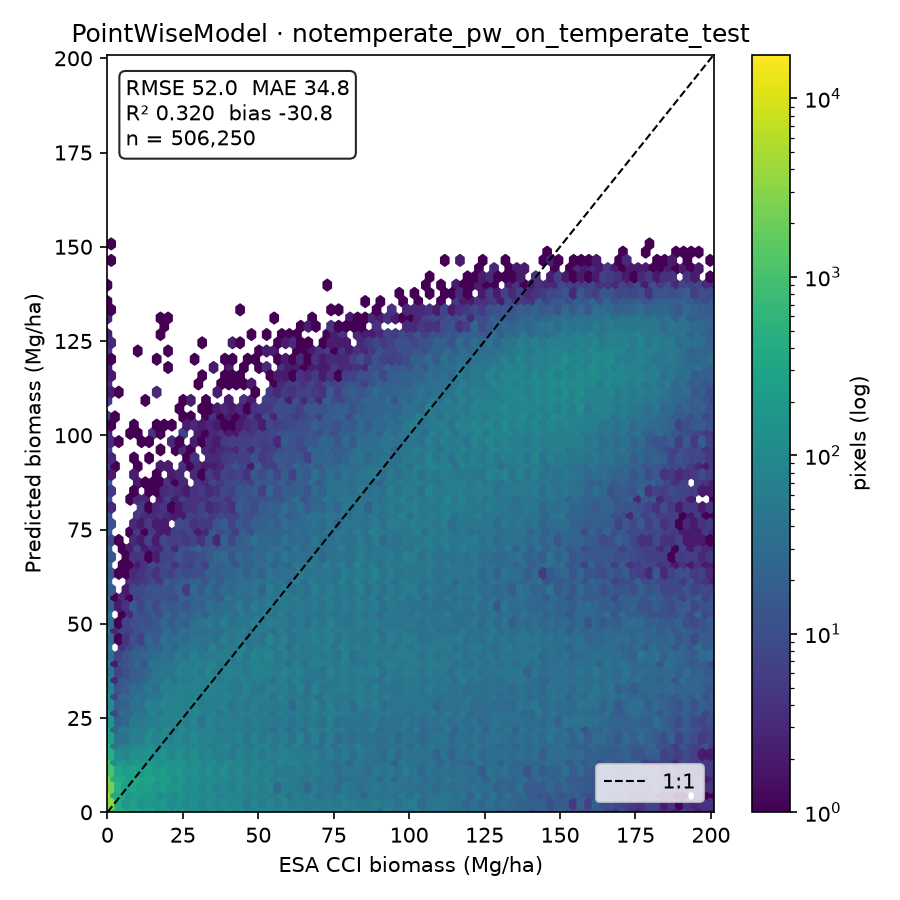 PointWiseModel · notemperate_pw_on_temperate_test
RMSE 52.0  MAE 34.8
R² 0.320  bias -30.8
n = 506,250
200
175
150
125
100
75
50
25
0
Predicted biomass (Mg/ha)
0 25 50 75 100 125 150 175 200
ESA CCI biomass (Mg/ha)
1:1
10⁴
10³
10²
10¹
10⁰
pixels (log)